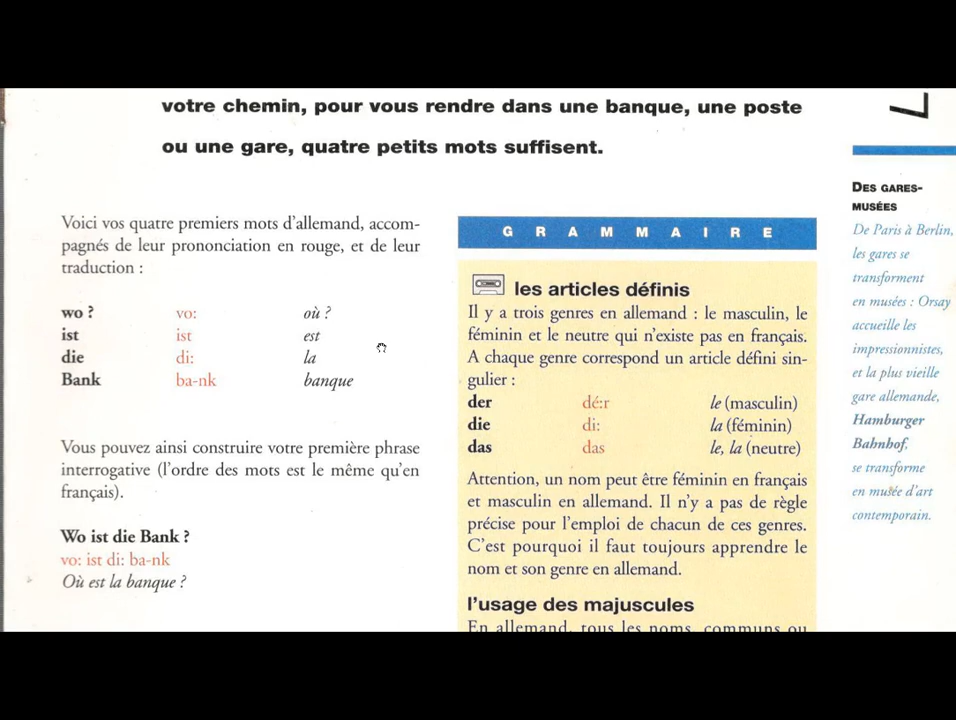 votre chemin, pour vous rendre dans une banque, une poste
ou une gare, quatre petits mots suffisent.
Voici vos quatre premiers mots d'allemand, accom-
pagnés de leur prononciation en rouge, et de leur
traduction :
wo ? vo: où ?
ist ist est
die di: la
Bank ba-nk banque
Vous pouvez ainsi construire votre première phrase
interrogative (l'ordre des mots est le même qu'en
français).
Wo ist die Bank ?
vo: ist di: ba-nk
Où est la banque ?
GRAMMAIRE
les articles définis
Il y a trois genres en allemand : le masculin, le
féminin et le neutre qui n'existe pas en français.
A chaque genre correspond un article défini sin-
gulier :
der dé:r le (masculin)
die di: la (féminin)
das das le, la (neutre)
Attention, un nom peut être féminin en français
et masculin en allemand. Il n'y a pas de règle
précise pour l'emploi de chacun de ces genres.
C'est pourquoi il faut toujours apprendre le
nom et son genre en allemand.
l'usage des majuscules
En allemand, tous les noms, communs ou
DES GARES-
MUSÉES
De Paris à Berlin,
les gares se
transforment
en musées : Orsay
accueille les
impressionnistes,
et la plus vieille
gare allemande,
Hamburger
Bahnhof,
se transforme
en musée d'art
contemporain.